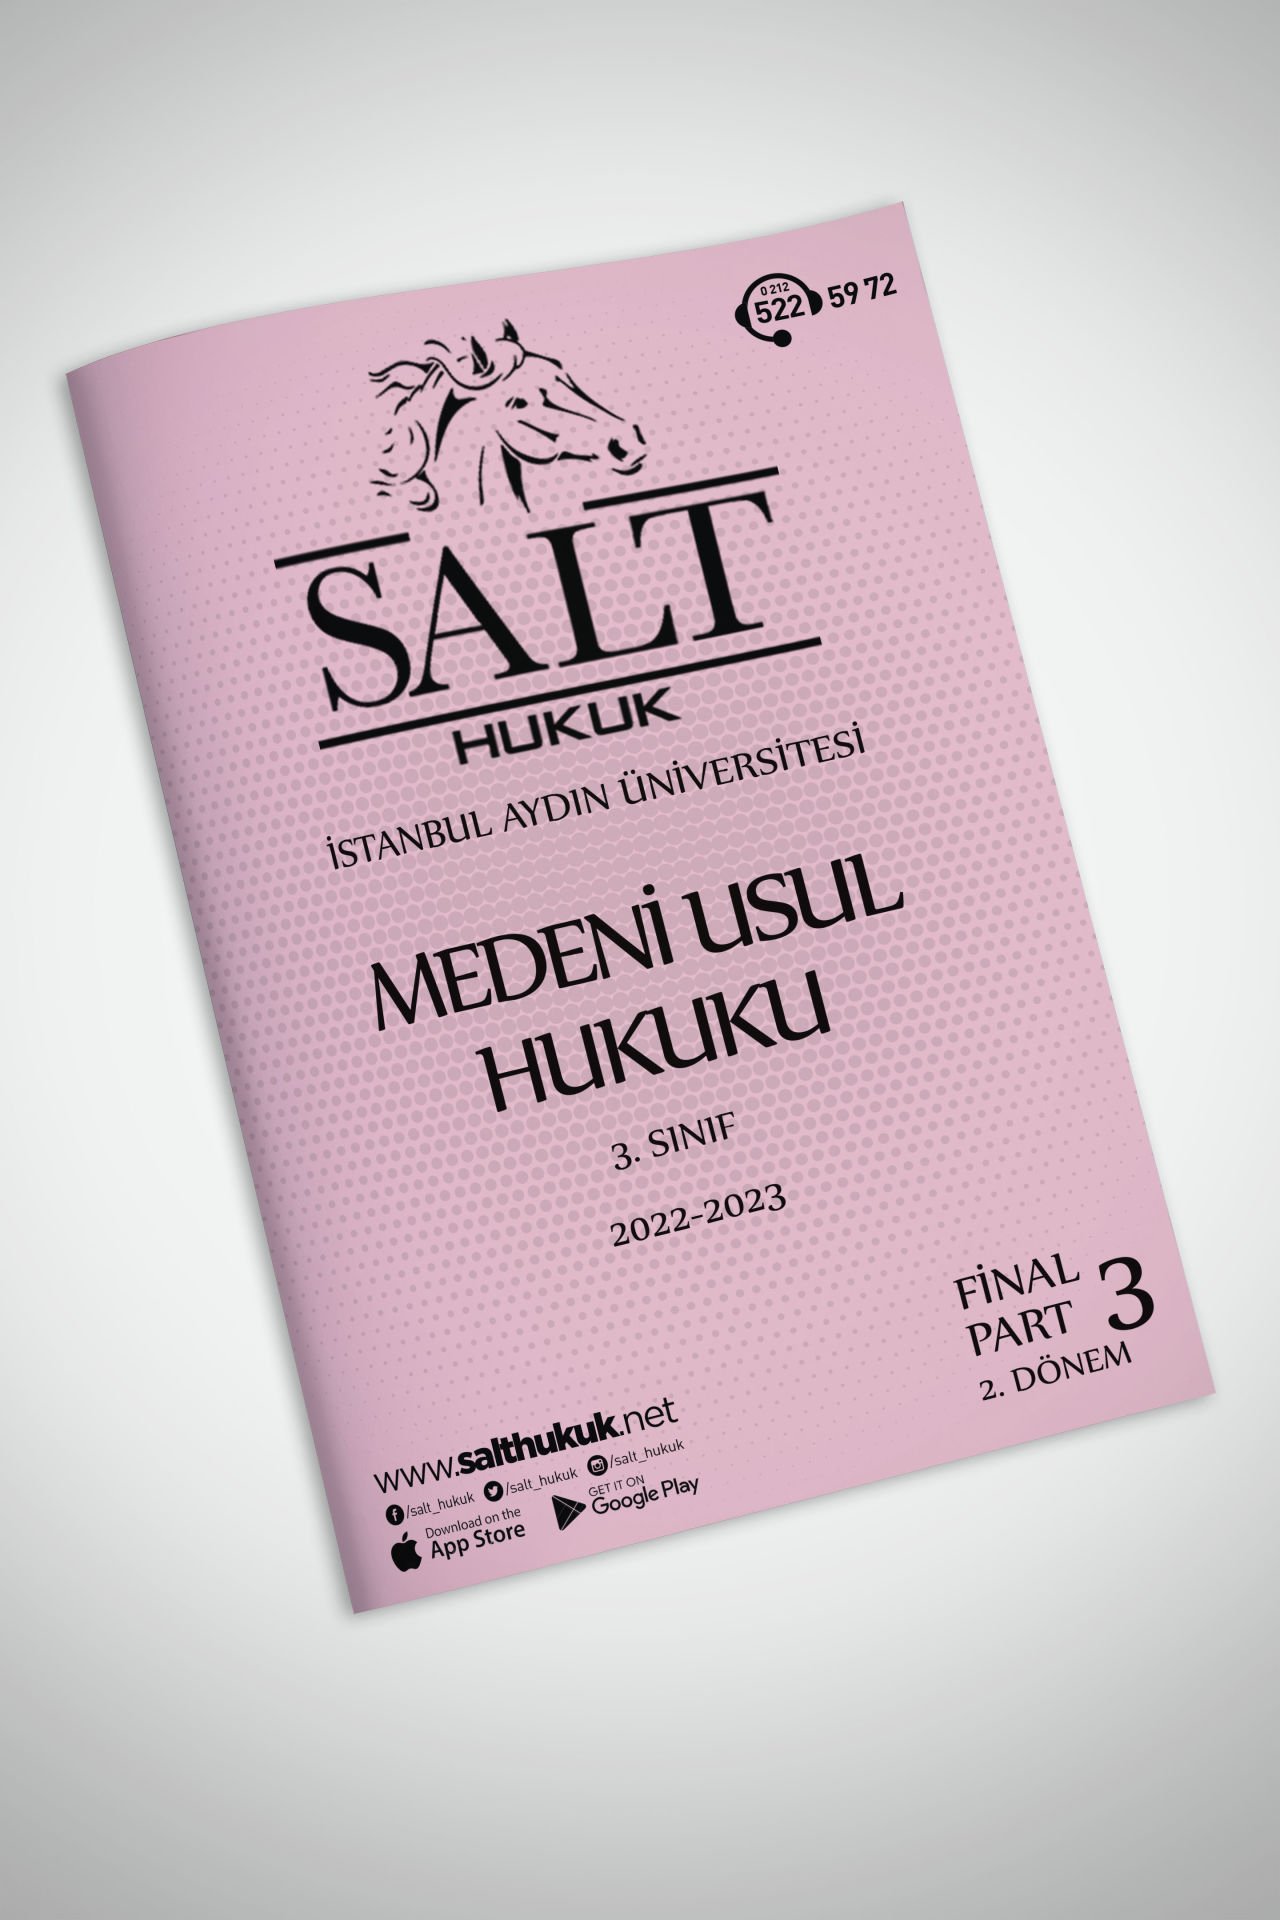 0 212
522 59 72
SALT
HUKUK
İSTANBUL AYDIN ÜNİVERSİTESİ
MEDENİ USUL
HUKUKU
3. SINIF
2022-2023
FİNAL
PART 3
2. DÖNEM
www.salthukuk.net
/salt_hukuk /salt_hukuk /salt_hukuk
Download on the
App Store
GET IT ON
Google Play